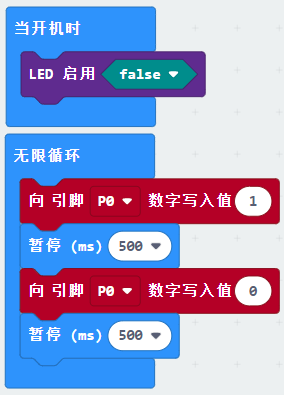 当开机时
LED 启用 false
无限循环
向 引脚 P0 数字写入值 1
暂停 (ms) 500
向 引脚 P0 数字写入值 0
暂停 (ms) 500